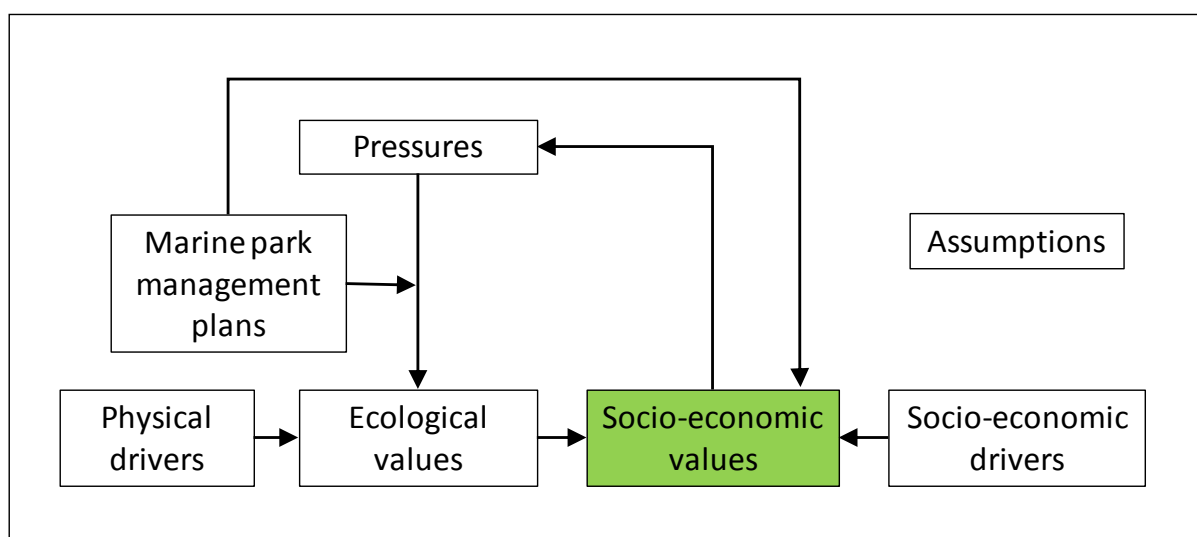 Pressures
Marine park
management
plans
Assumptions
Physical
drivers
Ecological
values
Socio-economic
values
Socio-economic
drivers